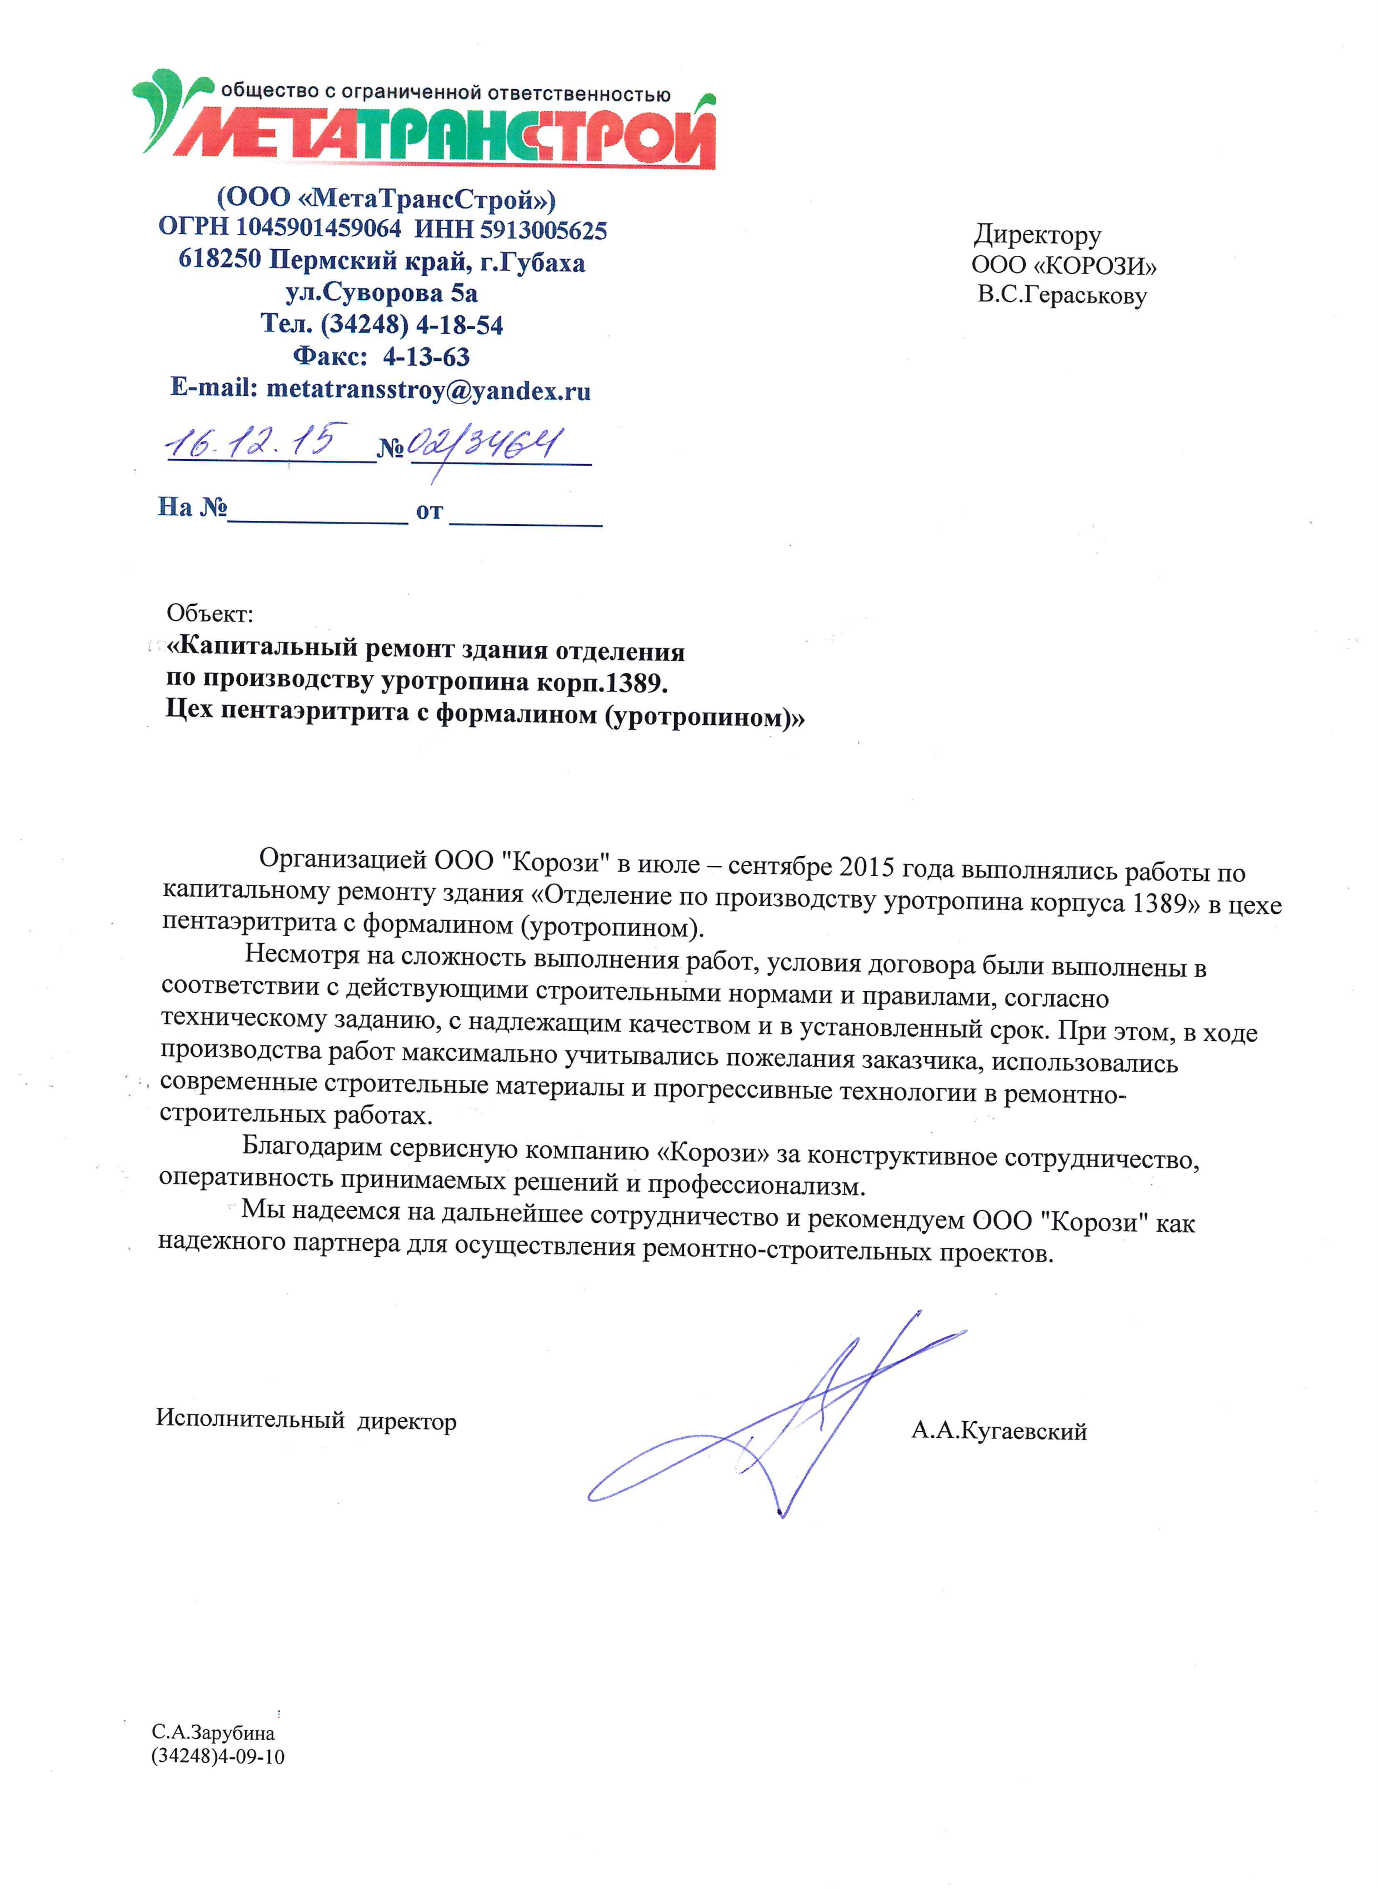 общество с ограниченной ответственностью
МЕТАТРАНССТРОЙ
(ООО «МетаТрансСтрой»)
ОГРН 1045901459064 ИНН 5913005625
618250 Пермский край, г.Губаха
ул.Суворова 5а
Тел. (34248) 4-18-54
Факс: 4-13-63
E-mail: metatransstroy@yandex.ru
16.12.15 № 02/3464
На №____________ от __________
Директору
ООО «КОРОЗИ»
В.С.Гераськову
Объект:
«Капитальный ремонт здания отделения
по производству уротропина корп.1389.
Цех пентаэритрита с формалином (уротропином)»
Организацией ООО "Корози" в июле – сентябре 2015 года выполнялись работы по
капитальному ремонту здания «Отделение по производству уротропина корпуса 1389» в цехе
пентаэритрита с формалином (уротропином).
Несмотря на сложность выполнения работ, условия договора были выполнены в
соответствии с действующими строительными нормами и правилами, согласно
техническому заданию, с надлежащим качеством и в установленный срок. При этом, в ходе
производства работ максимально учитывались пожелания заказчика, использовались
современные строительные материалы и прогрессивные технологии в ремонтно-
строительных работах.
Благодарим сервисную компанию «Корози» за конструктивное сотрудничество,
оперативность принимаемых решений и профессионализм.
Мы надеемся на дальнейшее сотрудничество и рекомендуем ООО "Корози" как
надежного партнера для осуществления ремонтно-строительных проектов.
Исполнительный директор А.А.Кугаевский
С.А.Зарубина
(34248)4-09-10